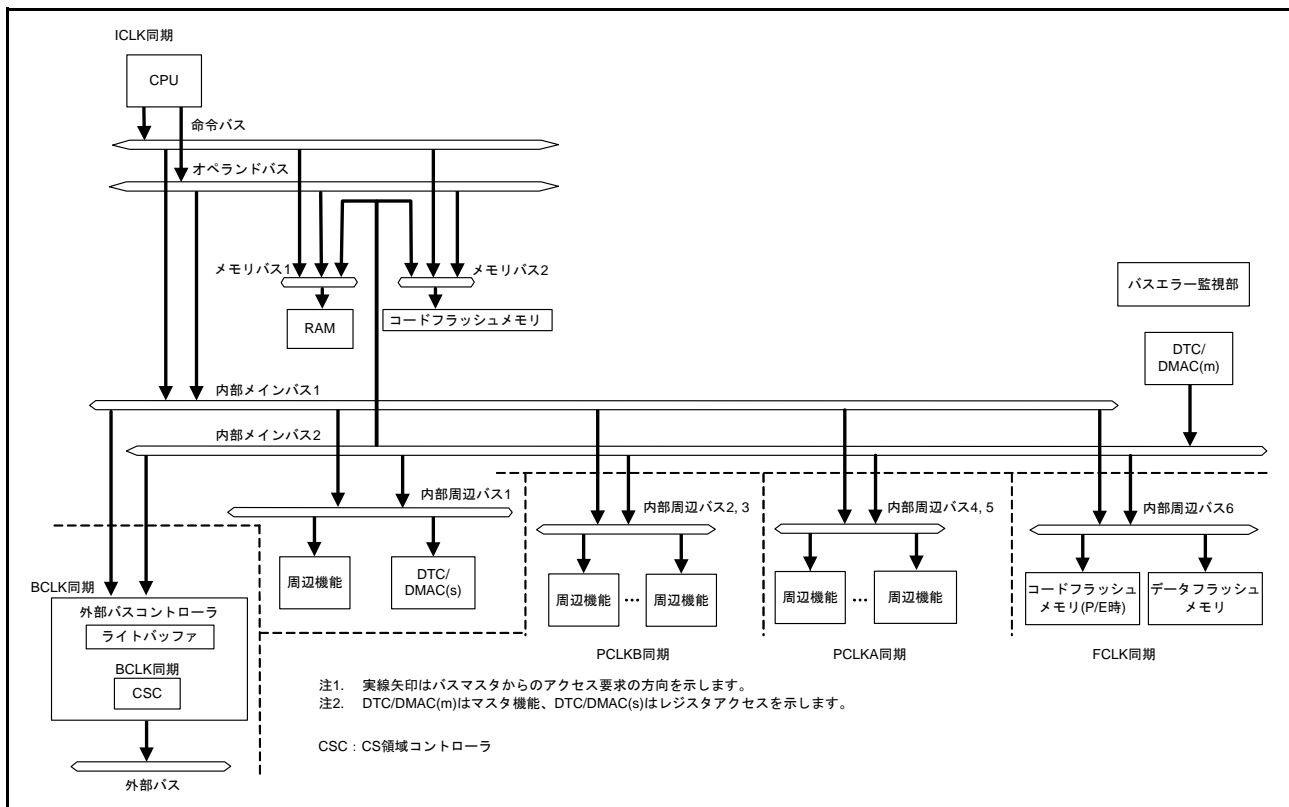 ICLK同期
CPU
命令バス
オペランドバス
メモリバス1
メモリバス2
RAM
コードフラッシュメモリ
バスエラー監視部
DTC/
DMAC(m)
内部メインバス1
内部メインバス2
内部周辺バス1
内部周辺バス2, 3
内部周辺バス4, 5
内部周辺バス6
周辺機能
DTC/
DMAC(s)
周辺機能
…
周辺機能
周辺機能
…
周辺機能
コードフラッシュ
メモリ(P/E時)
データフラッシュ
メモリ
BCLK同期
外部バスコントローラ
ライトバッファ
BCLK同期
CSC
外部バス
PCLKB同期
PCLKA同期
FCLK同期
注1. 実線矢印はバスマスタからのアクセス要求の方向を示します。
注2. DTC/DMAC(m)はマスタ機能、DTC/DMAC(s)はレジスタアクセスを示します。
CSC：CS領域コントローラ